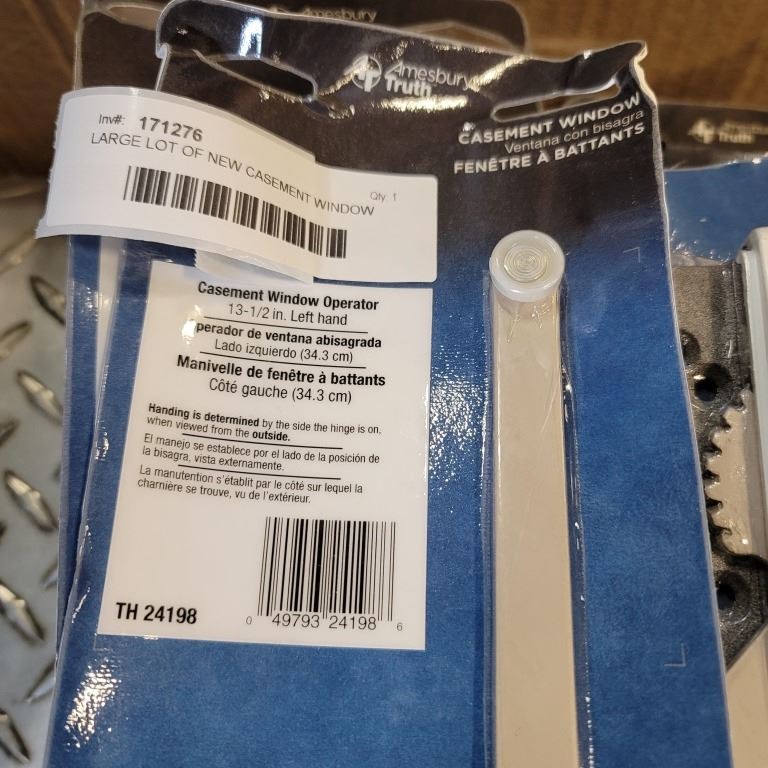 Amesbury
Amesbury
Truth
CASEMENT WINDOW
Ventana con bisagra
FENÊTRE À BATTANTS
Truth
Inv#: 171276
LARGE LOT OF NEW CASEMENT WINDOW
Qty: 1
Casement Window Operator
13-1/2 in. Left hand
perador de ventana abisagrada
Lado izquierdo (34.3 cm)
Manivelle de fenêtre à battants
Côté gauche (34.3 cm)
Handing is determined by the side the hinge is on,
when viewed from the outside.
El manejo se establece por el lado de la posición de
la bisagra, vista externamente.
La manutention s'établit par le côté sur lequel la
charnière se trouve, vu de l'extérieur.
TH 24198
0 49793 24198 6